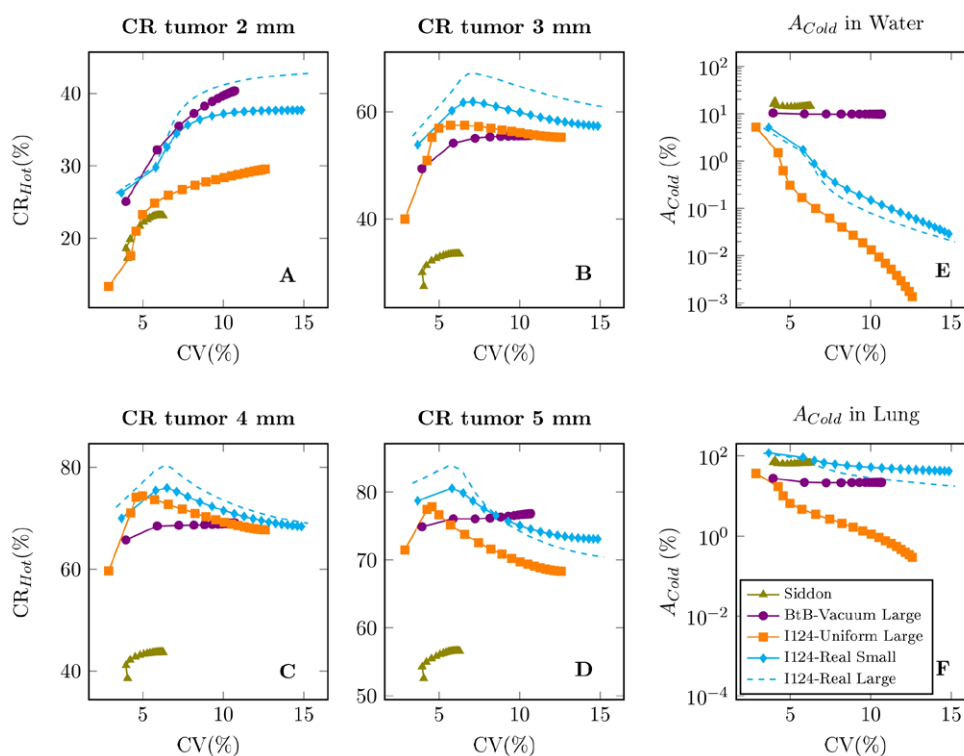 CR tumor 2 mm
CR tumor 3 mm
A_Cold in Water
CR_Hot(%)
40
30
20
5 10 15
CV(%)
A
60
40
5 10 15
CV(%)
B
A_Cold (%)
10^2
10^1
10^0
10^−1
10^−2
10^−3
5 10 15
CV(%)
E
CR tumor 4 mm
CR tumor 5 mm
A_Cold in Lung
CR_Hot(%)
80
60
40
5 10 15
CV(%)
C
80
70
60
50
5 10 15
CV(%)
D
A_Cold (%)
10^2
10^0
10^−2
10^−4
5 10 15
CV(%)
F
Siddon
BtB-Vacuum Large
I124-Uniform Large
I124-Real Small
I124-Real Large